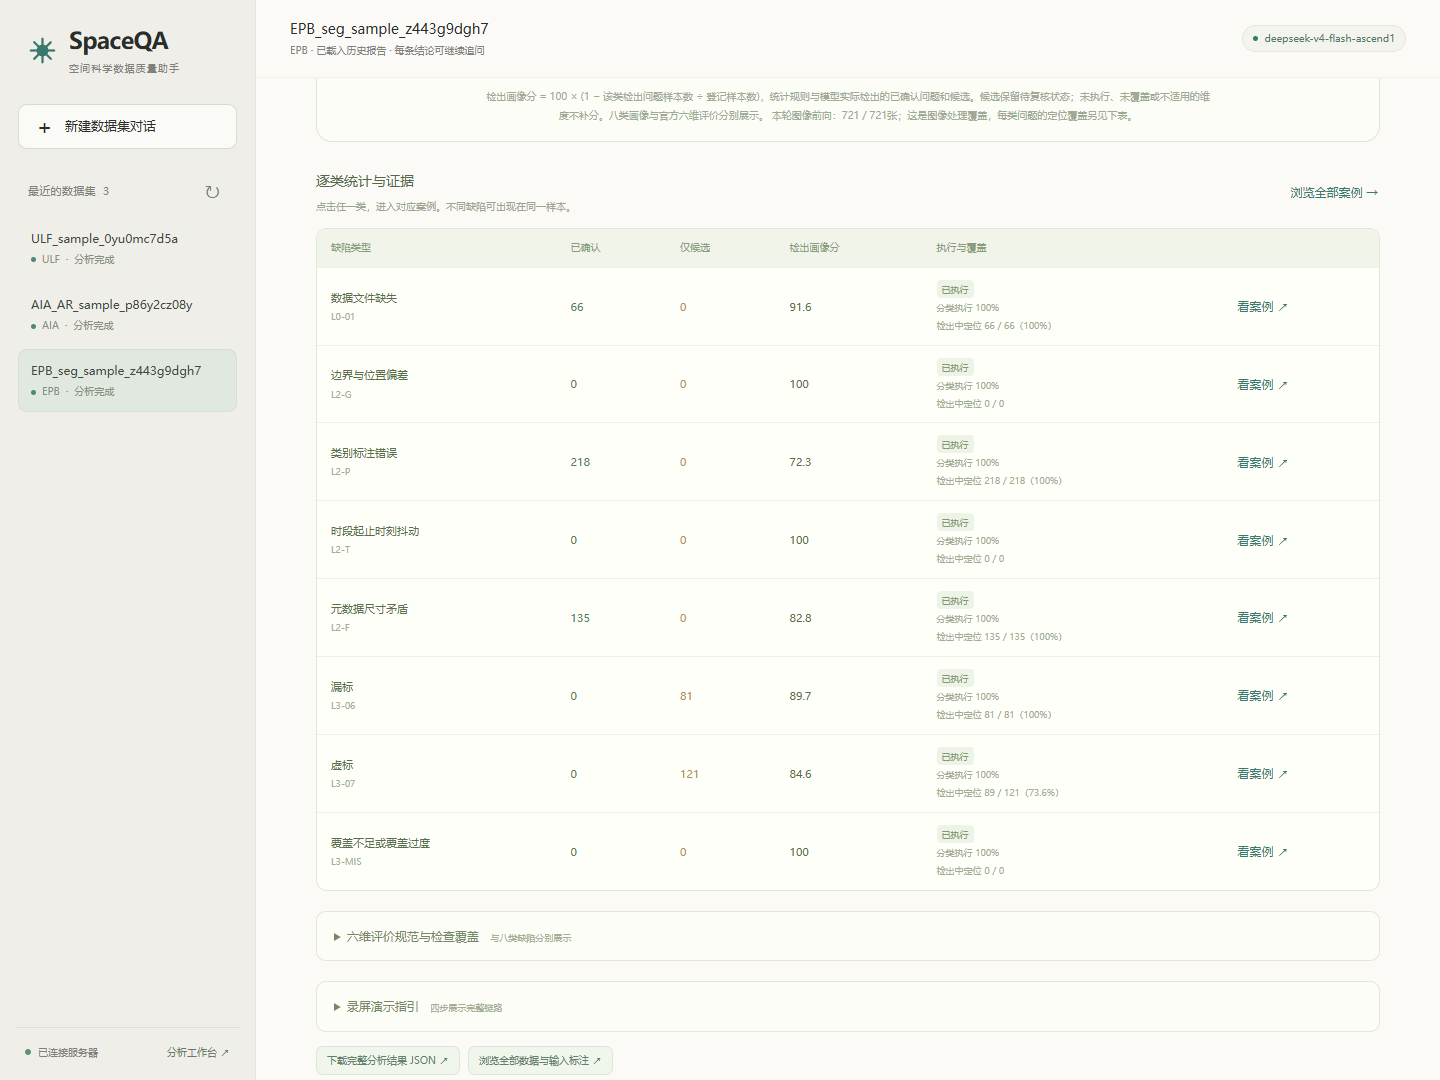 SpaceQA
空间科学数据质量助手
+ 新建数据集对话
最近的数据集 3
ULF_sample_0yu0mc7d5a
ULF · 分析完成
AIA_AR_sample_p86y2cz08y
AIA · 分析完成
EPB_seg_sample_z443g9dgh7
EPB · 分析完成
已连接服务器
分析工作台 ↗
EPB_seg_sample_z443g9dgh7
EPB · 已载入历史报告 · 每条结论可继续追问
deepseek-v4-flash-ascend1
检出画像分 = 100 × (1 − 该类检出问题样本数 ÷ 登记样本数)，统计规则与模型实际检出的已确认问题和候选。候选保留待复核状态；未执行、未覆盖或不适用的维
度不补分。八类画像与官方六维评价分别展示。 本轮图像前向：721 / 721张；这是图像处理覆盖，每类问题的定位覆盖另见下表。
逐类统计与证据
点击任一类，进入对应案例。不同缺陷可出现在同一样本。
浏览全部案例 →
缺陷类型 已确认 仅候选 检出画像分 执行与覆盖
数据文件缺失
L0-01
66 0 91.6
已执行
分类执行 100%
检出中定位 66 / 66（100%）
看案例 ↗
边界与位置偏差
L2-G
0 0 100
已执行
分类执行 100%
检出中定位 0 / 0
看案例 ↗
类别标注错误
L2-P
218 0 72.3
已执行
分类执行 100%
检出中定位 218 / 218（100%）
看案例 ↗
时段起止时刻抖动
L2-T
0 0 100
已执行
分类执行 100%
检出中定位 0 / 0
看案例 ↗
元数据尺寸矛盾
L2-F
135 0 82.8
已执行
分类执行 100%
检出中定位 135 / 135（100%）
看案例 ↗
漏标
L3-06
0 81 89.7
已执行
分类执行 100%
检出中定位 81 / 81（100%）
看案例 ↗
虚标
L3-07
0 121 84.6
已执行
分类执行 100%
检出中定位 89 / 121（73.6%）
看案例 ↗
覆盖不足或覆盖过度
L3-MIS
0 0 100
已执行
分类执行 100%
检出中定位 0 / 0
看案例 ↗
▶ 六维评价规范与检查覆盖 与八类缺陷分别展示
▶ 录屏演示指引 四步展示完整链路
下载完整分析结果 JSON ↗
浏览全部数据与输入标注 ↗